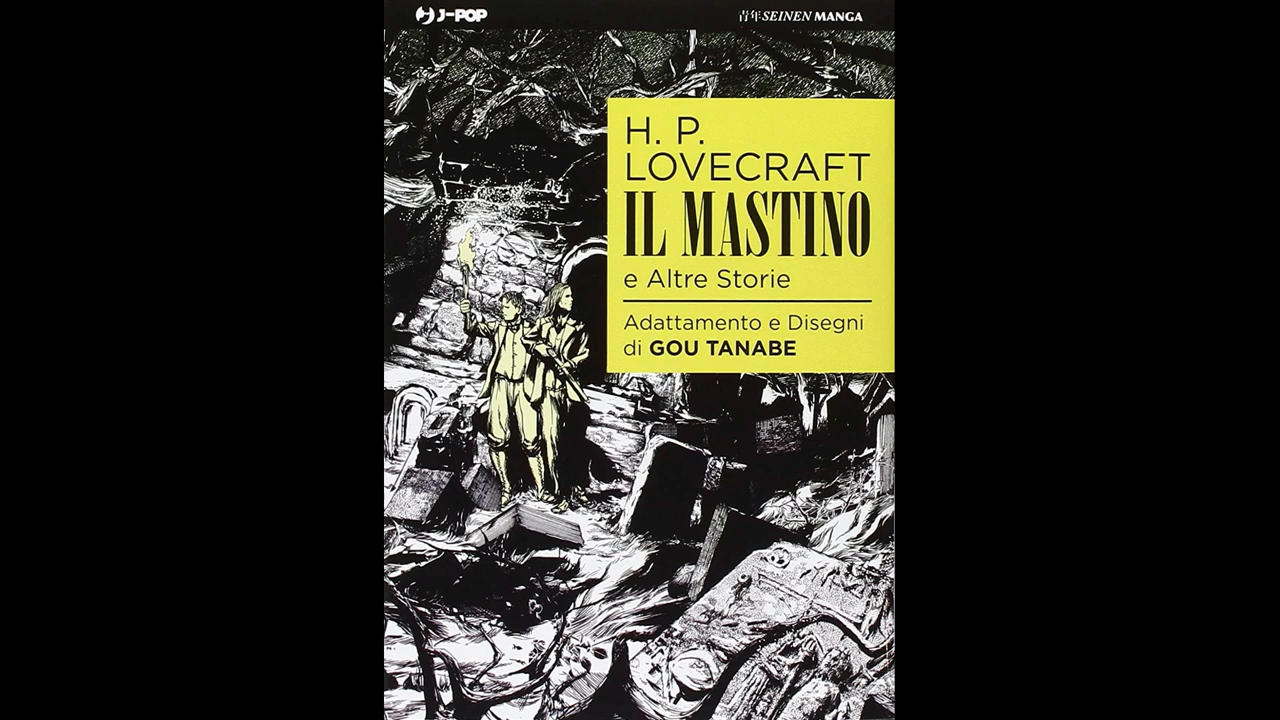 J-POP
青年SEINEN MANGA
H. P.
LOVECRAFT
IL MASTINO
e Altre Storie
Adattamento e Disegni
di GOU TANABE